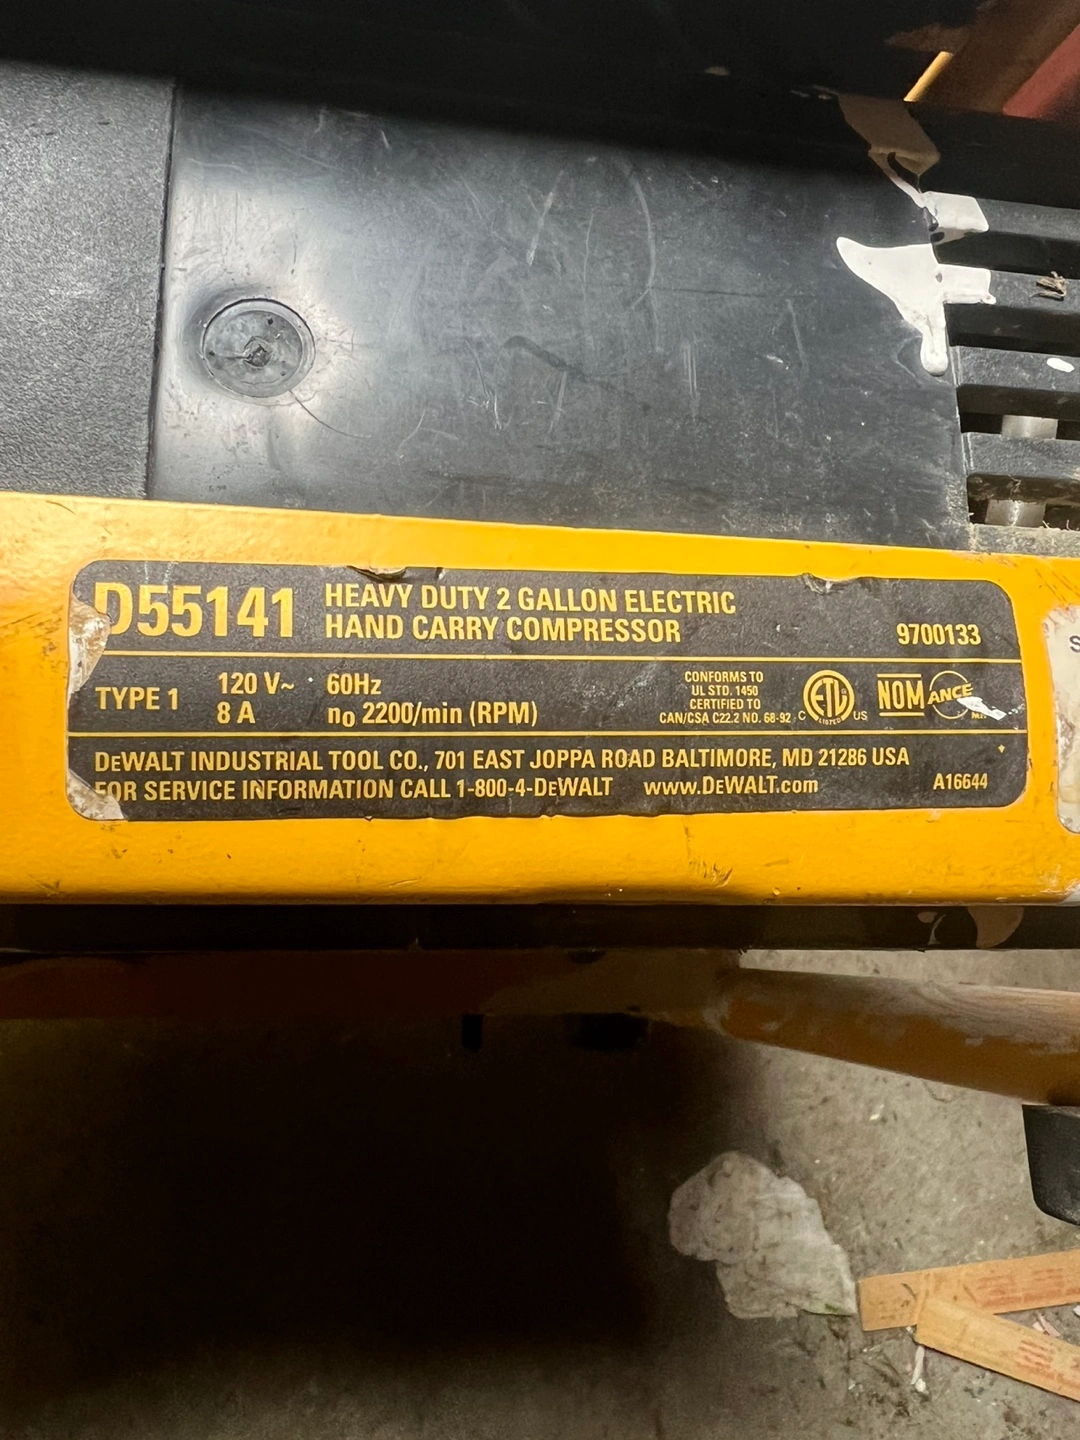 D55141
HEAVY DUTY 2 GALLON ELECTRIC
HAND CARRY COMPRESSOR
9700133
TYPE 1
120 V~ 60Hz
8 A no 2200/min (RPM)
CONFORMS TO
UL STD. 1450
CERTIFIED TO
CAN/CSA C22.2 NO. 68-92
C ETL US
LISTED
NOM
ANCE
DEWALT INDUSTRIAL TOOL CO., 701 EAST JOPPA ROAD BALTIMORE, MD 21286 USA
FOR SERVICE INFORMATION CALL 1-800-4-DEWALT www.DEWALT.com
A16644
S